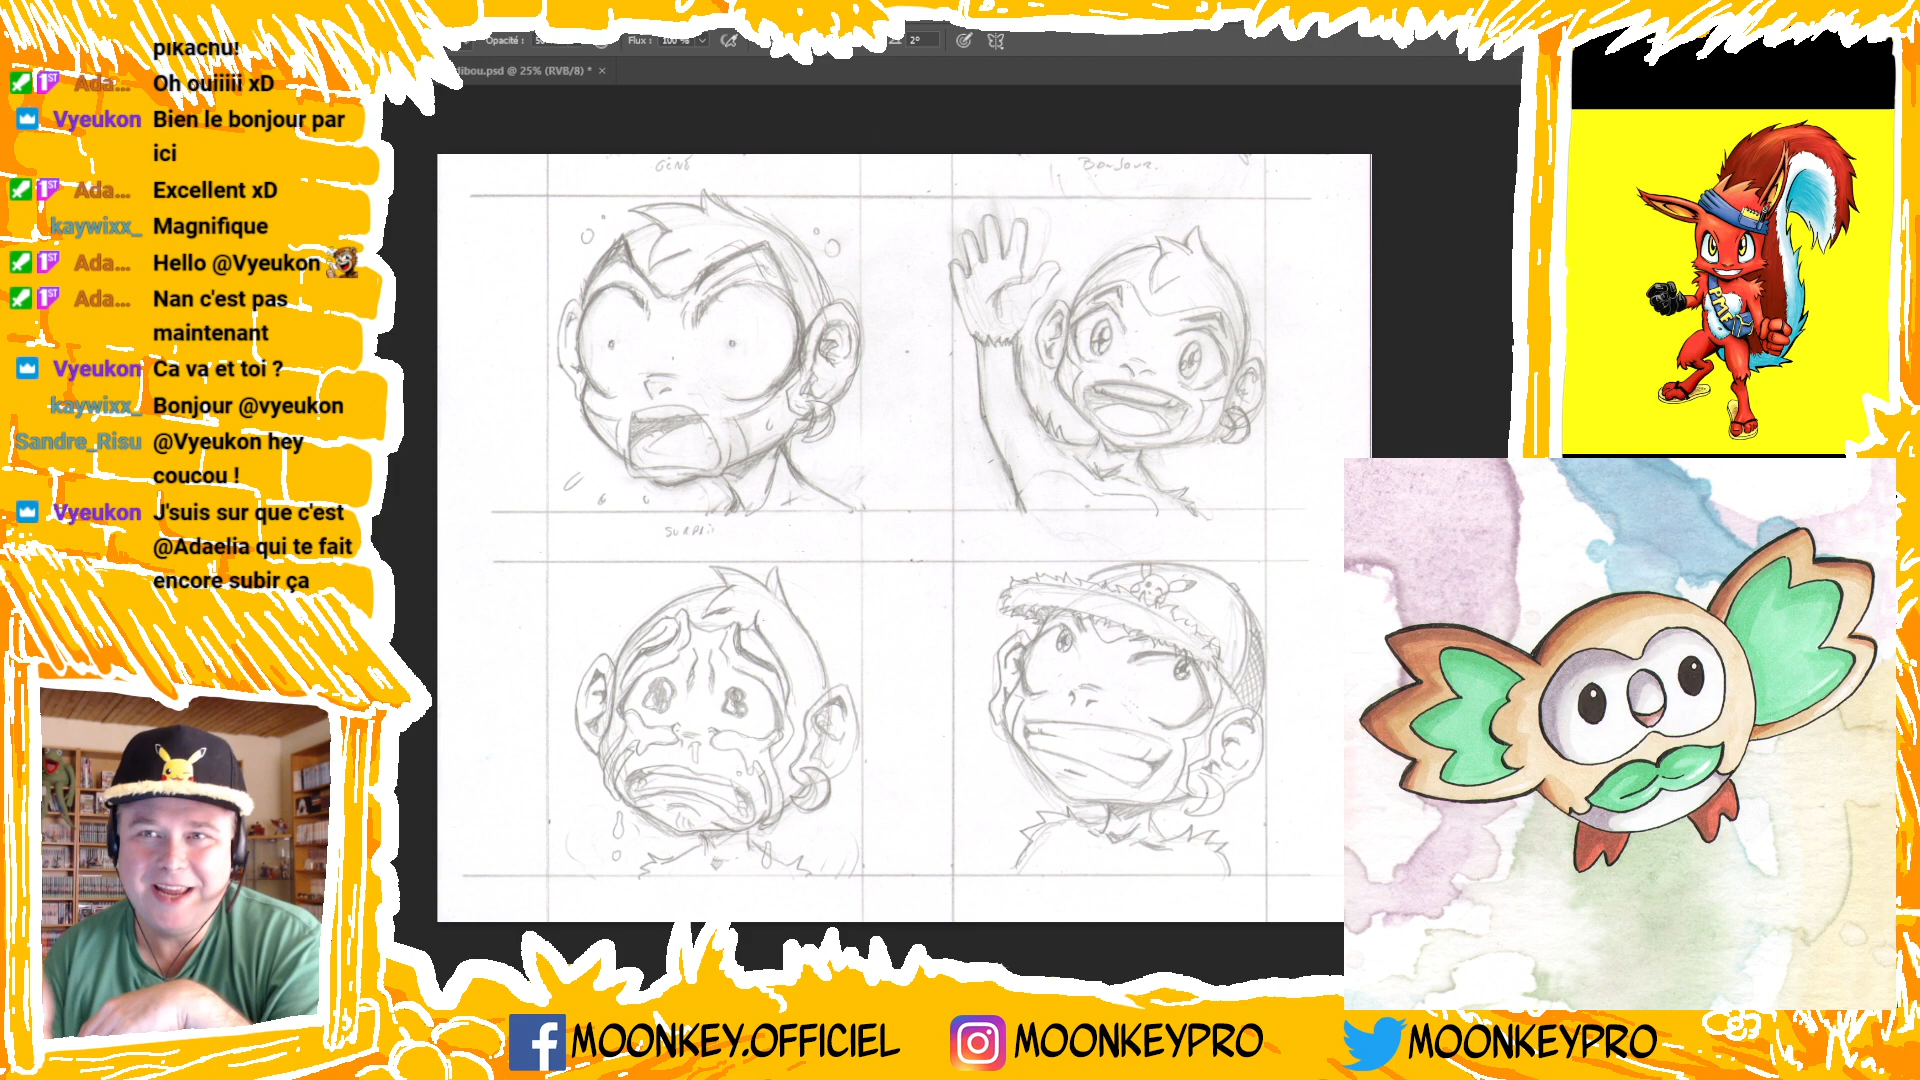 pikachu!
Ada... Oh ouiiiii xD
Vyeukon Bien le bonjour par
ici
Ada... Excellent xD
kaywixx_ Magnifique
Ada... Hello @Vyeukon
Ada... Nan c'est pas
maintenant
Vyeukon Ca va et toi ?
kaywixx_ Bonjour @vyeukon
Sandre_Risu @Vyeukon hey
coucou !
Vyeukon J'suis sur que c'est
@Adaelia qui te fait
encore subir ça
Opacité :
Flux : 100 %
2°
dibou.psd @ 25% (RVB/8) *
GÊNÉ
BONJOUR.
SURPRIS
MOONKEY.OFFICIEL
MOONKEYPRO
MOONKEYPRO